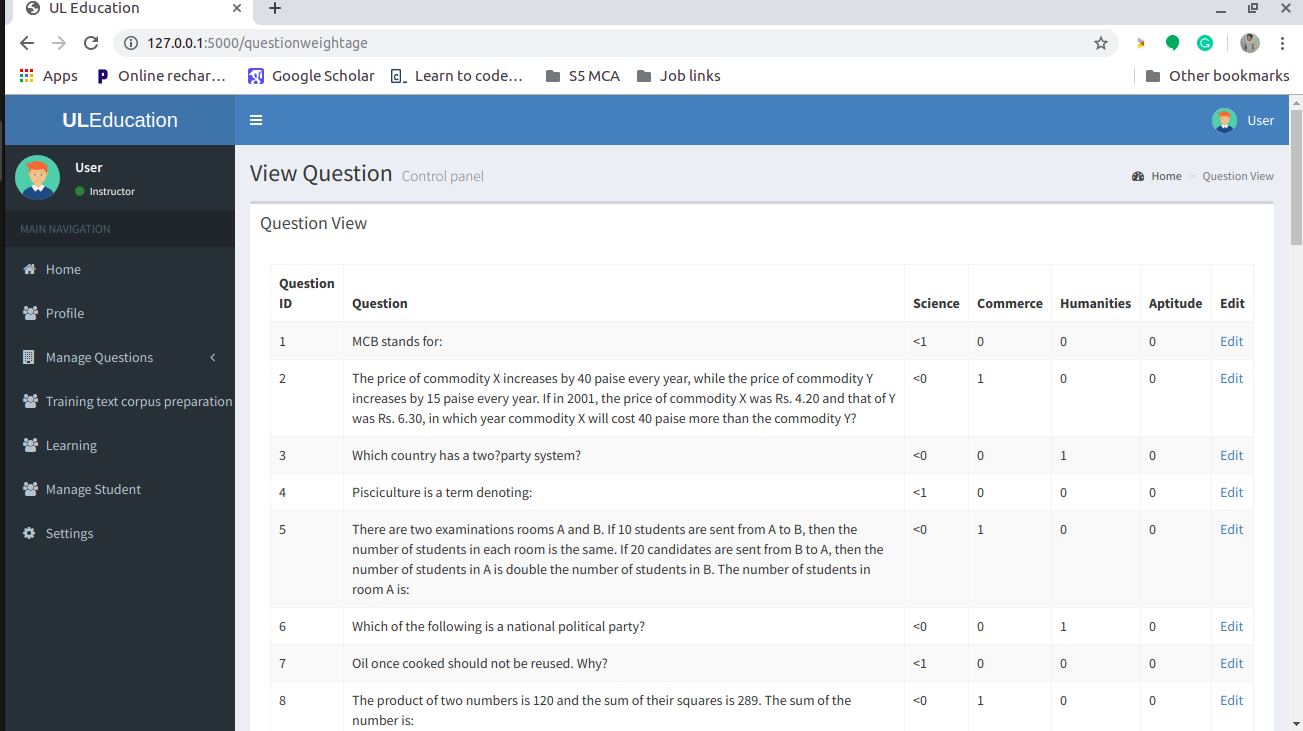 UL Education
127.0.0.1:5000/questionweightage
Apps
Online rechar…
Google Scholar
Learn to code…
S5 MCA
Job links
Other bookmarks
ULEducation
User
User
Instructor
MAIN NAVIGATION
Home
Profile
Manage Questions
Training text corpus preparation
Learning
Manage Student
Settings
View Question Control panel
Home > Question View
Question View
Question ID Question Science Commerce Humanities Aptitude Edit
1 MCB stands for: <1 0 0 0 Edit
2 The price of commodity X increases by 40 paise every year, while the price of commodity Y <0 1 0 0 Edit
increases by 15 paise every year. If in 2001, the price of commodity X was Rs. 4.20 and that of Y
was Rs. 6.30, in which year commodity X will cost 40 paise more than the commodity Y?
3 Which country has a two?party system? <0 0 1 0 Edit
4 Pisciculture is a term denoting: <1 0 0 0 Edit
5 There are two examinations rooms A and B. If 10 students are sent from A to B, then the <0 1 0 0 Edit
number of students in each room is the same. If 20 candidates are sent from B to A, then the
number of students in A is double the number of students in B. The number of students in
room A is:
6 Which of the following is a national political party? <0 0 1 0 Edit
7 Oil once cooked should not be reused. Why? <1 0 0 0 Edit
8 The product of two numbers is 120 and the sum of their squares is 289. The sum of the <0 1 0 0 Edit
number is: